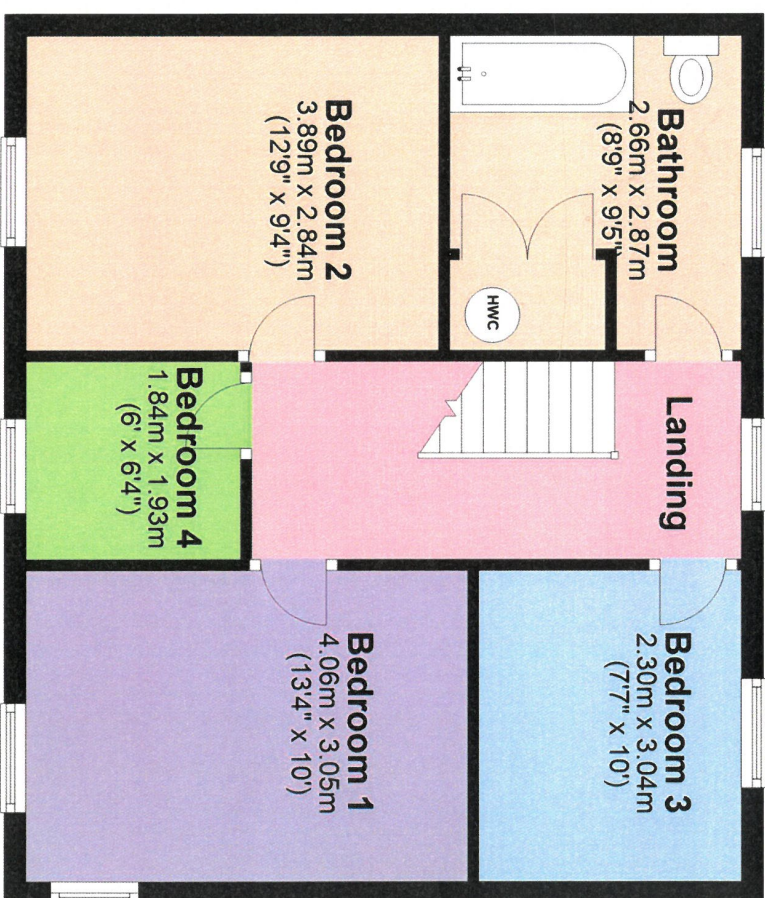 Bathroom
2.66m x 2.87m
(8'9" x 9'5")
Landing
Bedroom 3
2.30m x 3.04m
(7'7" x 10')
HWC
Bedroom 2
3.89m x 2.84m
(12'9" x 9'4")
Bedroom 4
1.84m x 1.93m
(6' x 6'4")
Bedroom 1
4.06m x 3.05m
(13'4" x 10')